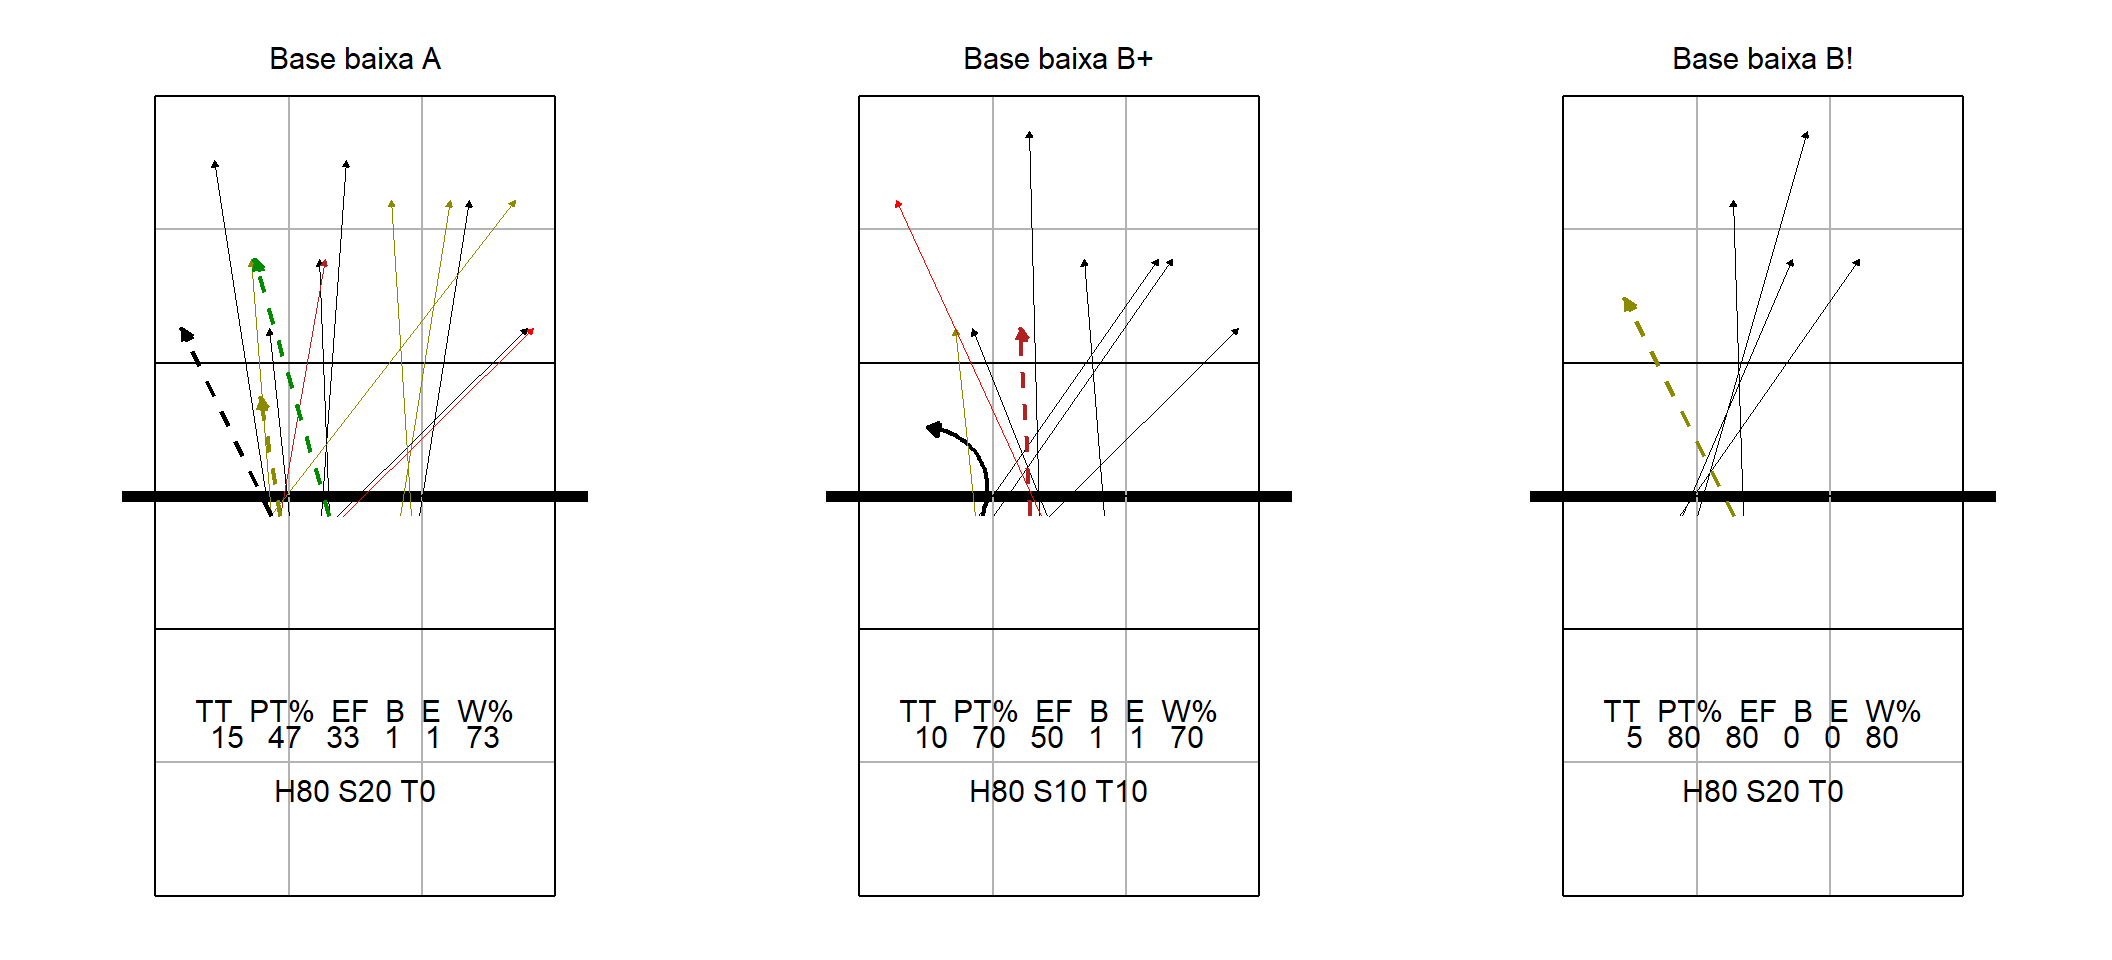 Base baixa A
TT PT% EF B E W%
15 47 33 1 1 73
H80 S20 T0
Base baixa B+
TT PT% EF B E W%
10 70 50 1 1 70
H80 S10 T10
Base baixa B!
TT PT% EF B E W%
5 80 80 0 0 80
H80 S20 T0